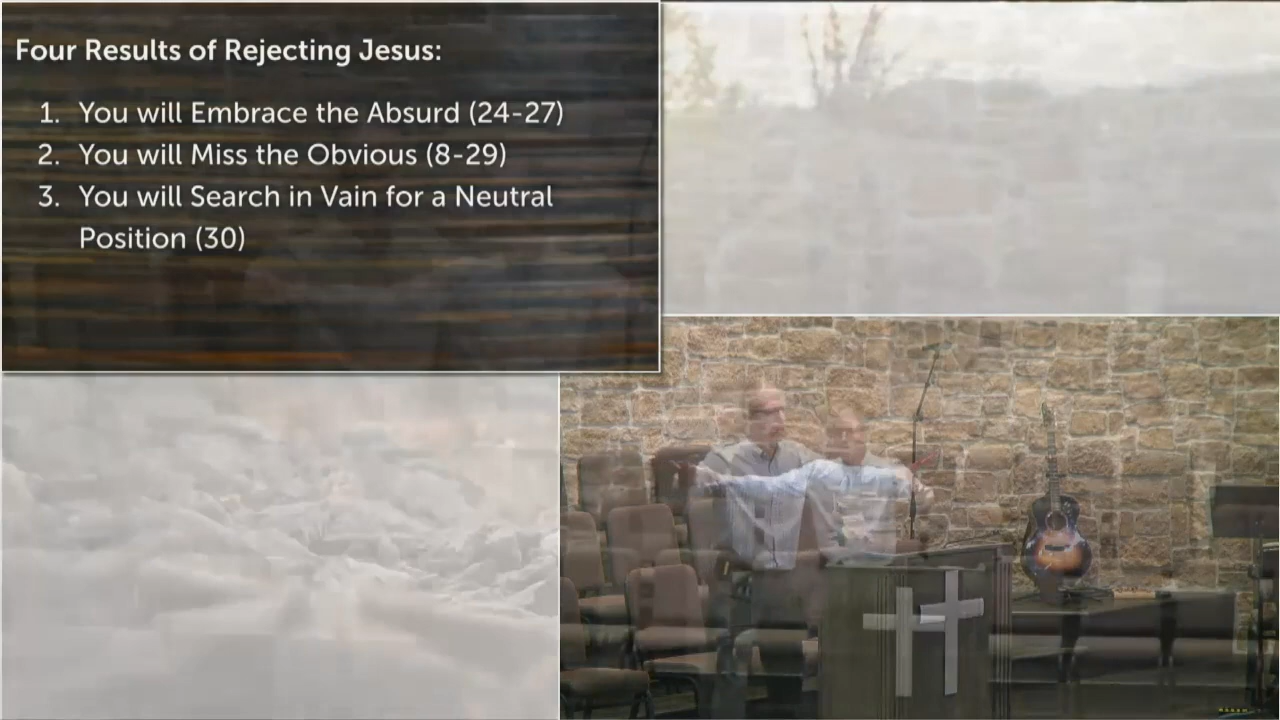 Four Results of Rejecting Jesus:
1. You will Embrace the Absurd (24-27)
2. You will Miss the Obvious (8-29)
3. You will Search in Vain for a Neutral
Position (30)